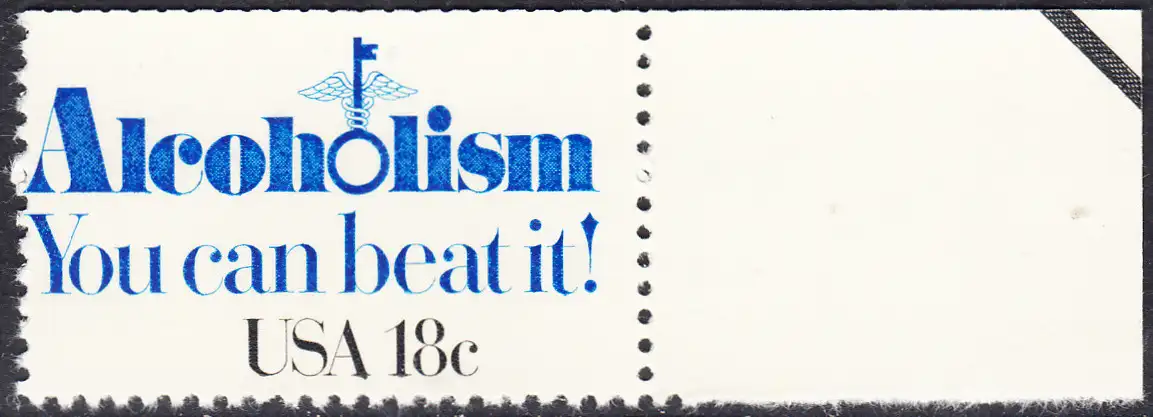 Alcoholism
You can beat it!
USA 18c